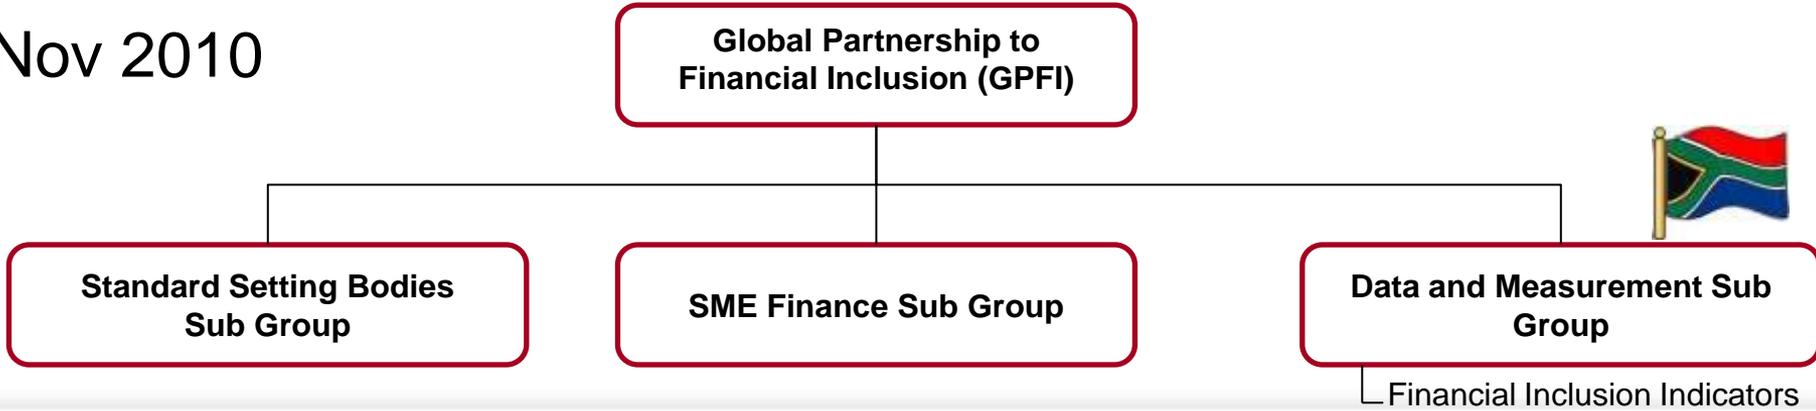 Nov 2010
Global Partnership to
Financial Inclusion (GPFI)
Standard Setting Bodies
Sub Group
SME Finance Sub Group
Data and Measurement Sub
Group
Financial Inclusion Indicators